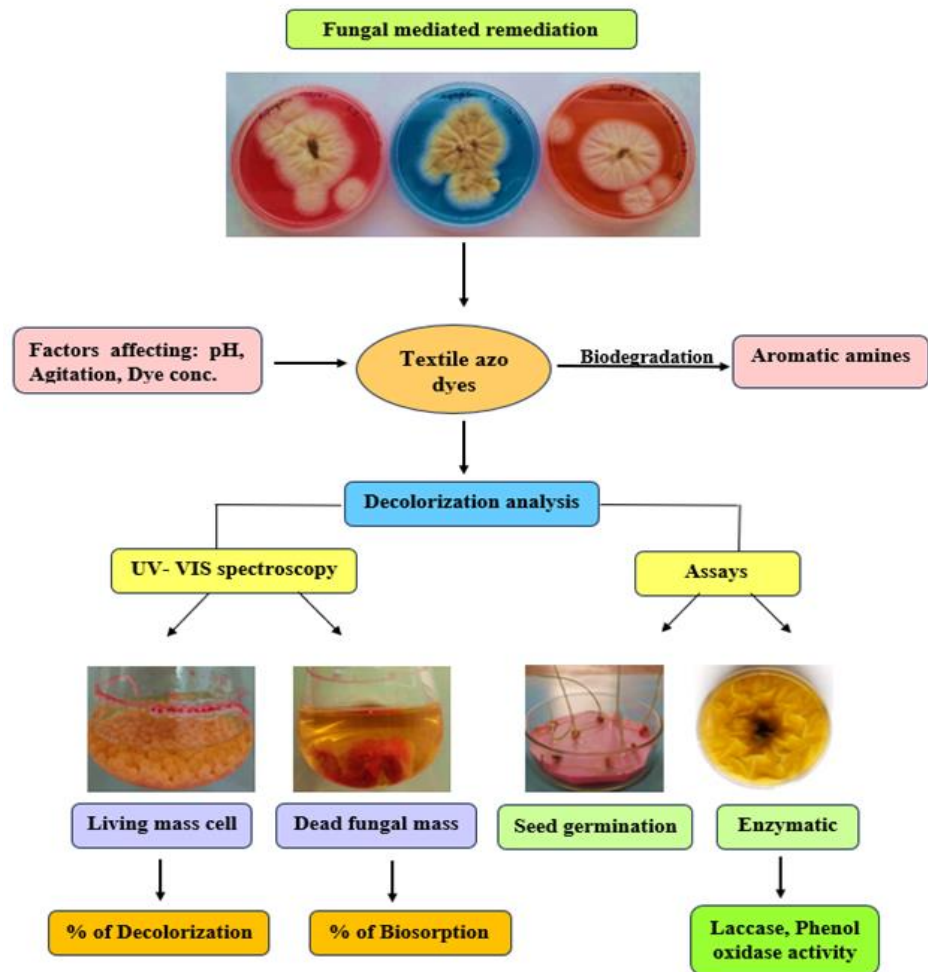 Fungal mediated remediation
Factors affecting: pH,
Agitation, Dye conc.
Textile azo
dyes
Biodegradation
Aromatic amines
Decolorization analysis
UV- VIS spectroscopy
Assays
Living mass cell
Dead fungal mass
Seed germination
Enzymatic
% of Decolorization
% of Biosorption
Laccase, Phenol
oxidase activity